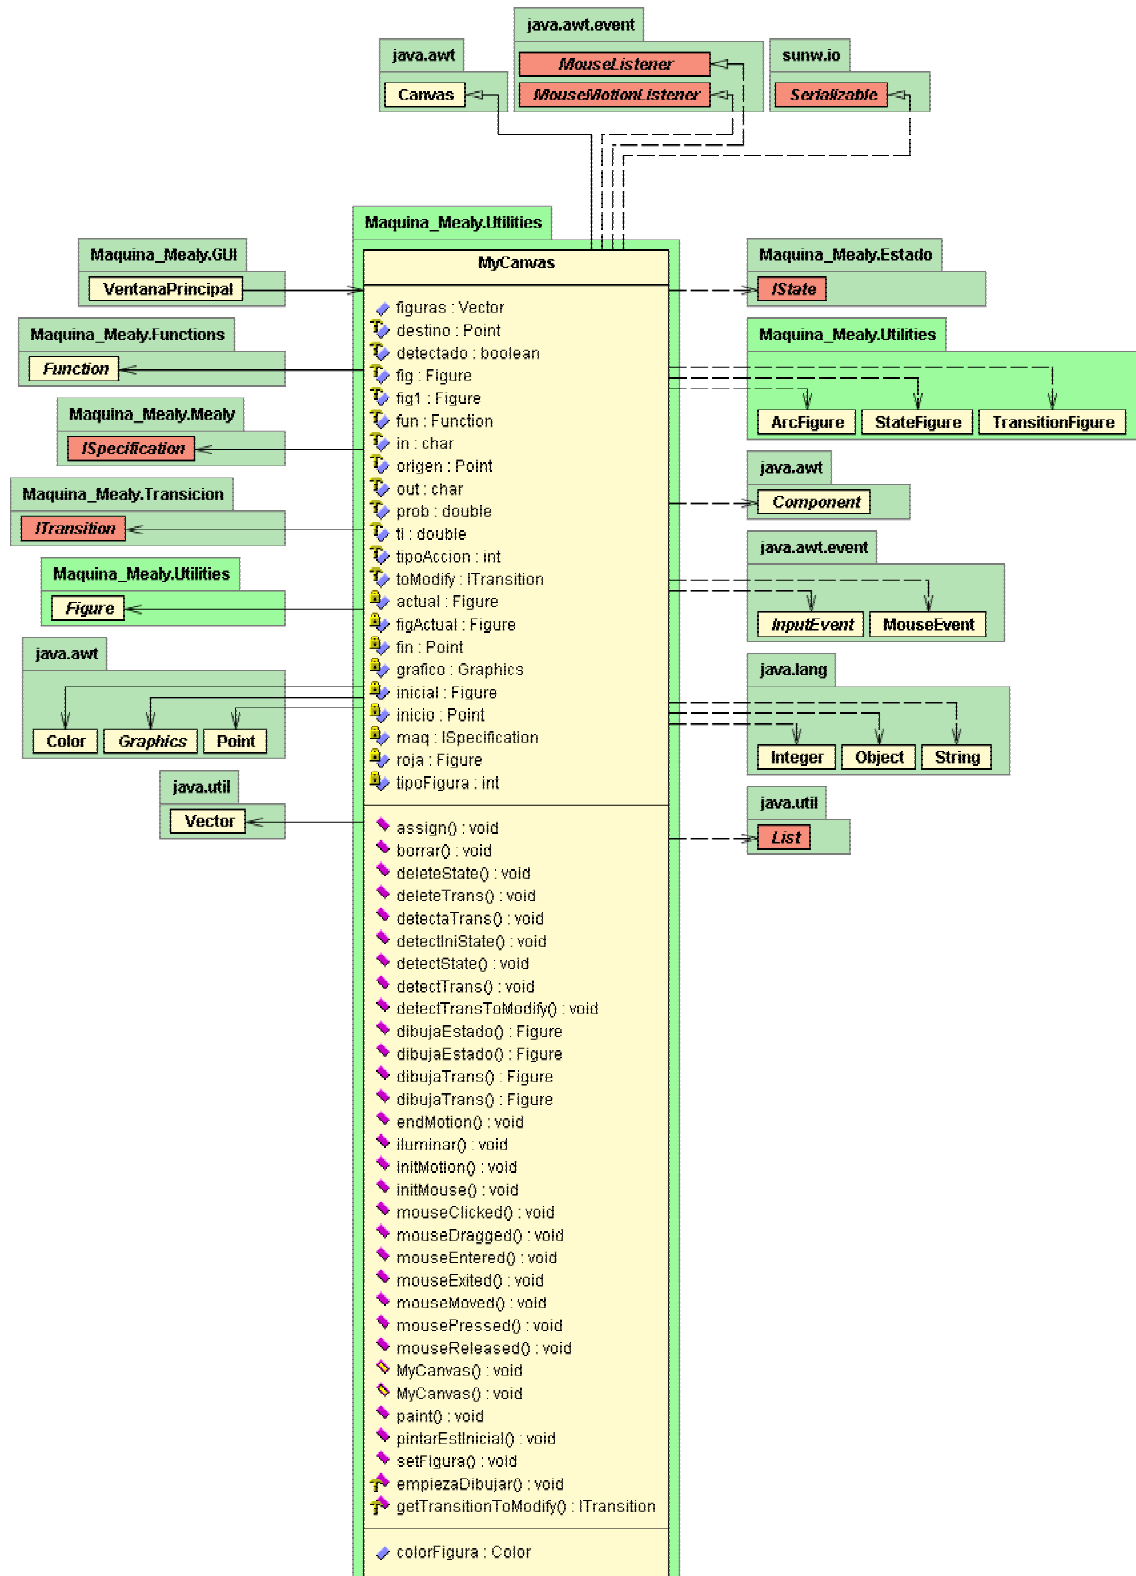 java.awt.event
java.awt
sunw.io
MouseListener
Canvas
MouseMotionListener
Serializable
Maquina_Mealy.Utilities
MyCanvas
Maquina_Mealy.GUI
VentanaPrincipal
Maquina_Mealy.Functions
Function
Maquina_Mealy.Mealy
ISpecification
Maquina_Mealy.Transicion
ITransition
Maquina_Mealy.Utilities
Figure
java.awt
Color
Graphics
Point
java.util
Vector
figuras : Vector
destino : Point
detectado : boolean
fig : Figure
fig1 : Figure
fun : Function
in : char
origen : Point
out : char
prob : double
ti : double
tipoAccion : int
toModify : ITransition
actual : Figure
figActual : Figure
fin : Point
grafico : Graphics
inicial : Figure
inicio : Point
maq : ISpecification
roja : Figure
tipoFigura : int
assign() : void
borrar() : void
deleteState() : void
deleteTrans() : void
detectaTrans() : void
detectIniState() : void
detectState() : void
detectTrans() : void
detectTransToModify() : void
dibujaEstado() : Figure
dibujaEstado() : Figure
dibujaTrans() : Figure
dibujaTrans() : Figure
endMotion() : void
iluminar() : void
initMotion() : void
initMouse() : void
mouseClicked() : void
mouseDragged() : void
mouseEntered() : void
mouseExited() : void
mouseMoved() : void
mousePressed() : void
mouseReleased() : void
MyCanvas() : void
MyCanvas() : void
paint() : void
pintarEstInicial() : void
setFigura() : void
empiezaDibujar() : void
getTransitionToModify() : ITransition
colorFigura : Color
Maquina_Mealy.Estado
IState
Maquina_Mealy.Utilities
ArcFigure
StateFigure
TransitionFigure
java.awt
Component
java.awt.event
InputEvent
MouseEvent
java.lang
Integer
Object
String
java.util
List